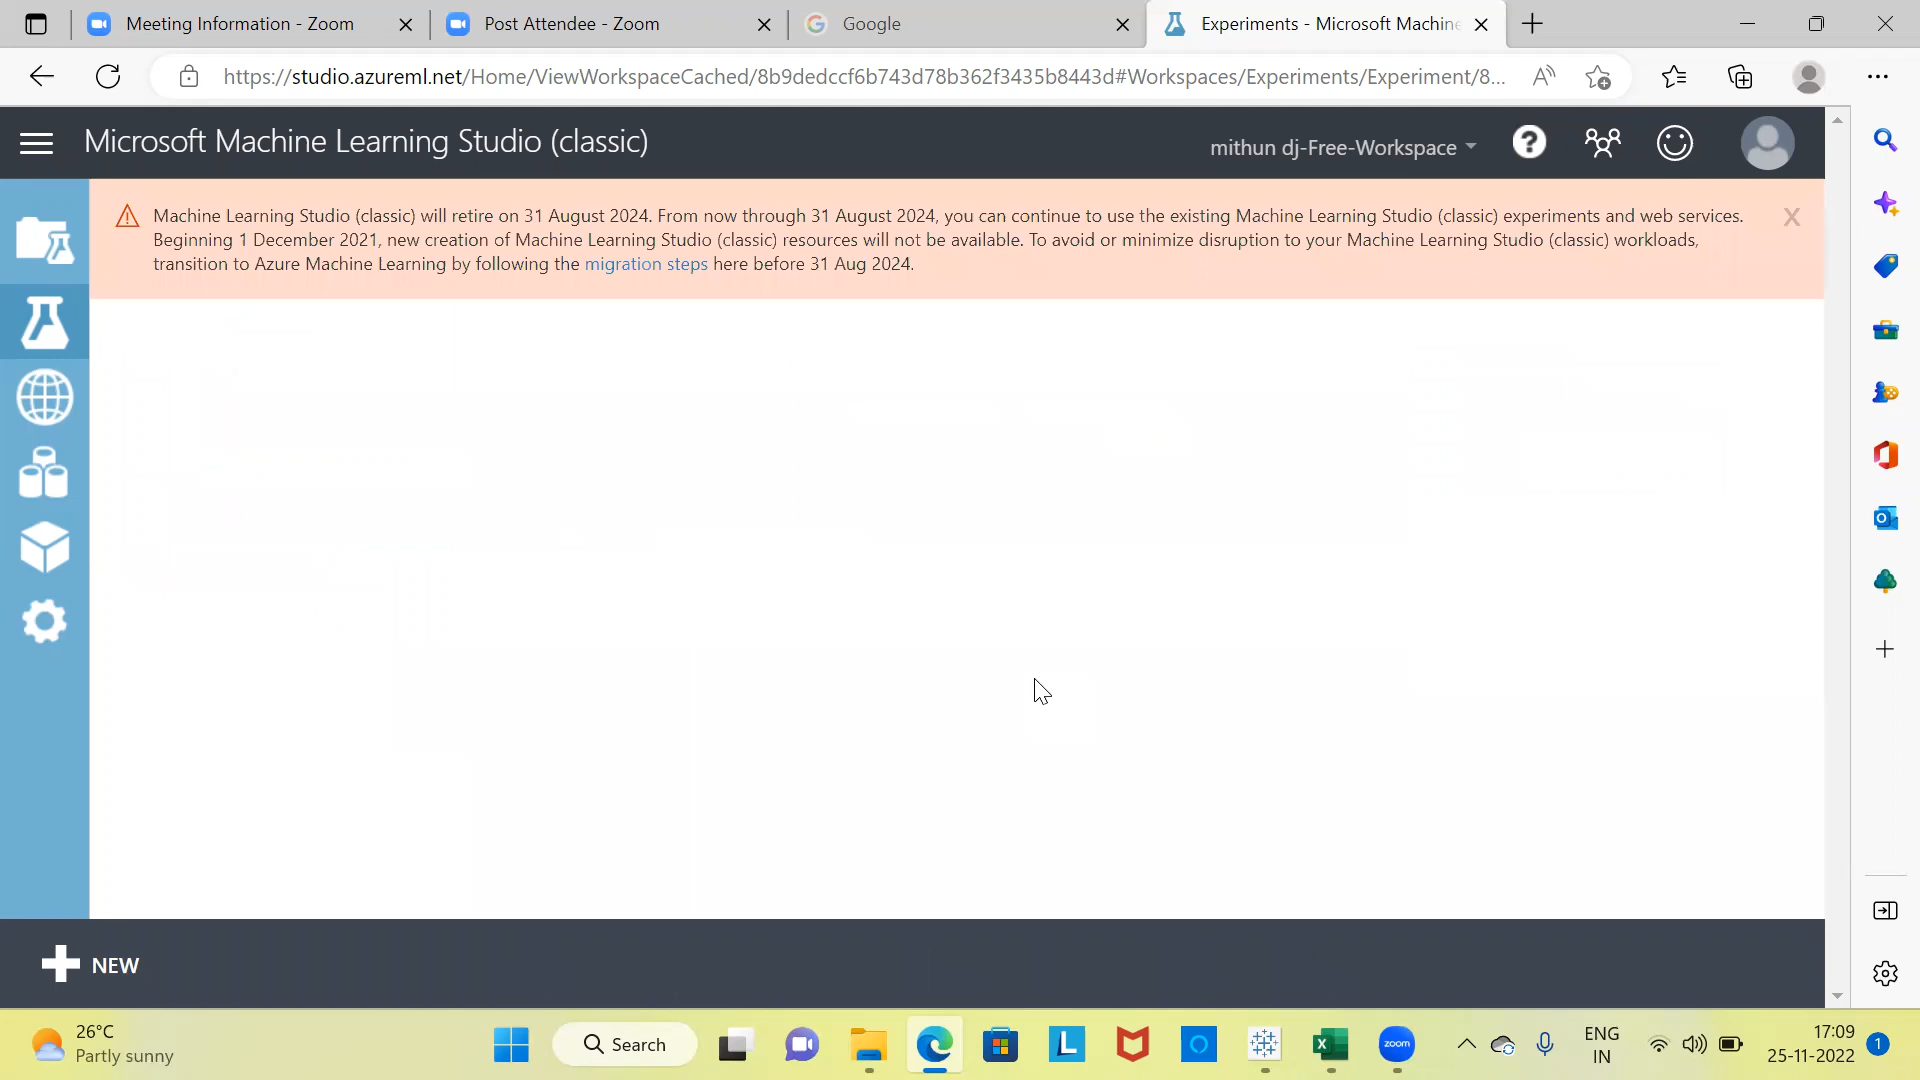 Meeting Information - Zoom
Post Attendee - Zoom
Google
Experiments - Microsoft Machine
https://studio.azureml.net/Home/ViewWorkspaceCached/8b9dedccf6b743d78b362f3435b8443d#Workspaces/Experiments/Experiment/8...
Microsoft Machine Learning Studio (classic)
mithun dj-Free-Workspace
Machine Learning Studio (classic) will retire on 31 August 2024. From now through 31 August 2024, you can continue to use the existing Machine Learning Studio (classic) experiments and web services.
Beginning 1 December 2021, new creation of Machine Learning Studio (classic) resources will not be available. To avoid or minimize disruption to your Machine Learning Studio (classic) workloads,
transition to Azure Machine Learning by following the migration steps here before 31 Aug 2024.
X
NEW
26°C
Partly sunny
Search
L
zoom
ENG
IN
17:09
25-11-2022
1